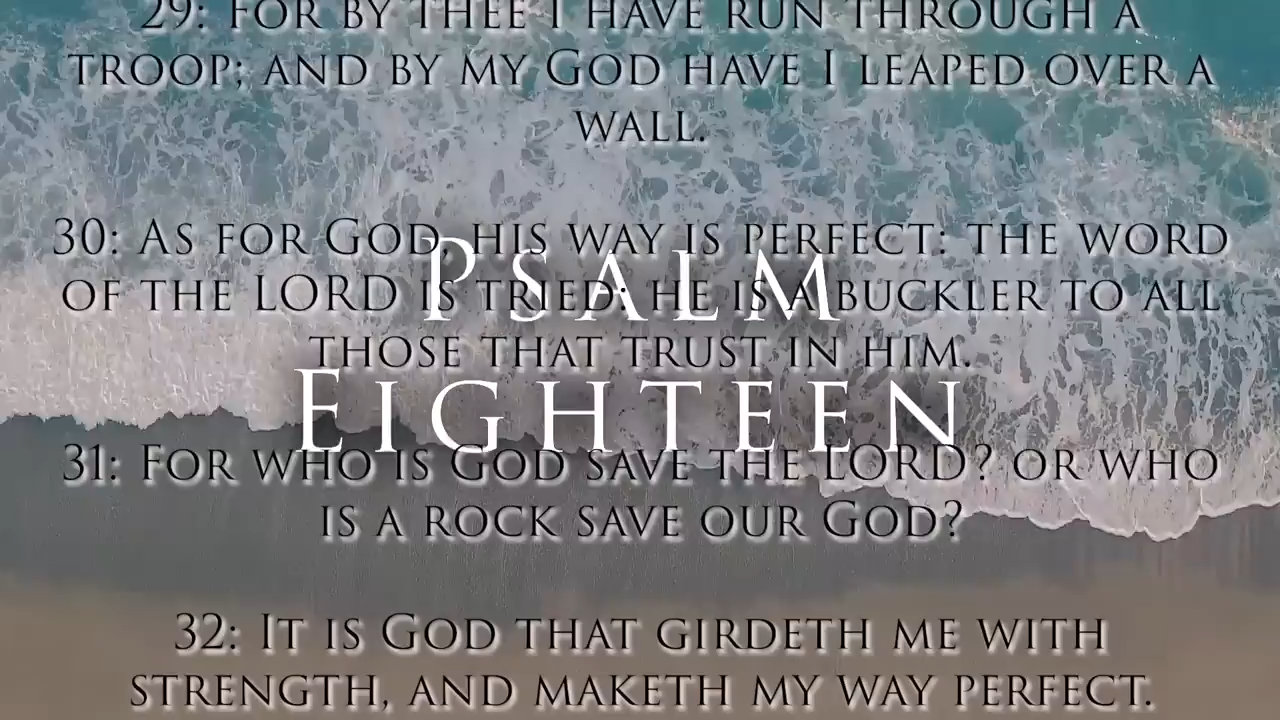 29: For by thee I have run through a
troop; and by my God have I leaped over a
wall.
30: As for God, his way is perfect: the word
of the LORD is tried: he is a buckler to all
those that trust in him.
Psalm
Eighteen
31: For who is God save the LORD? or who
is a rock save our God?
32: It is God that girdeth me with
strength, and maketh my way perfect.